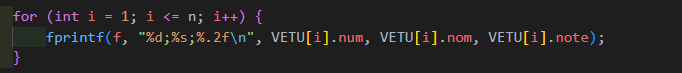 for (int i = 1; i <= n; i++) {
fprintf(f, "%d;%s;%.2f\n", VETU[i].num, VETU[i].nom, VETU[i].note);
}